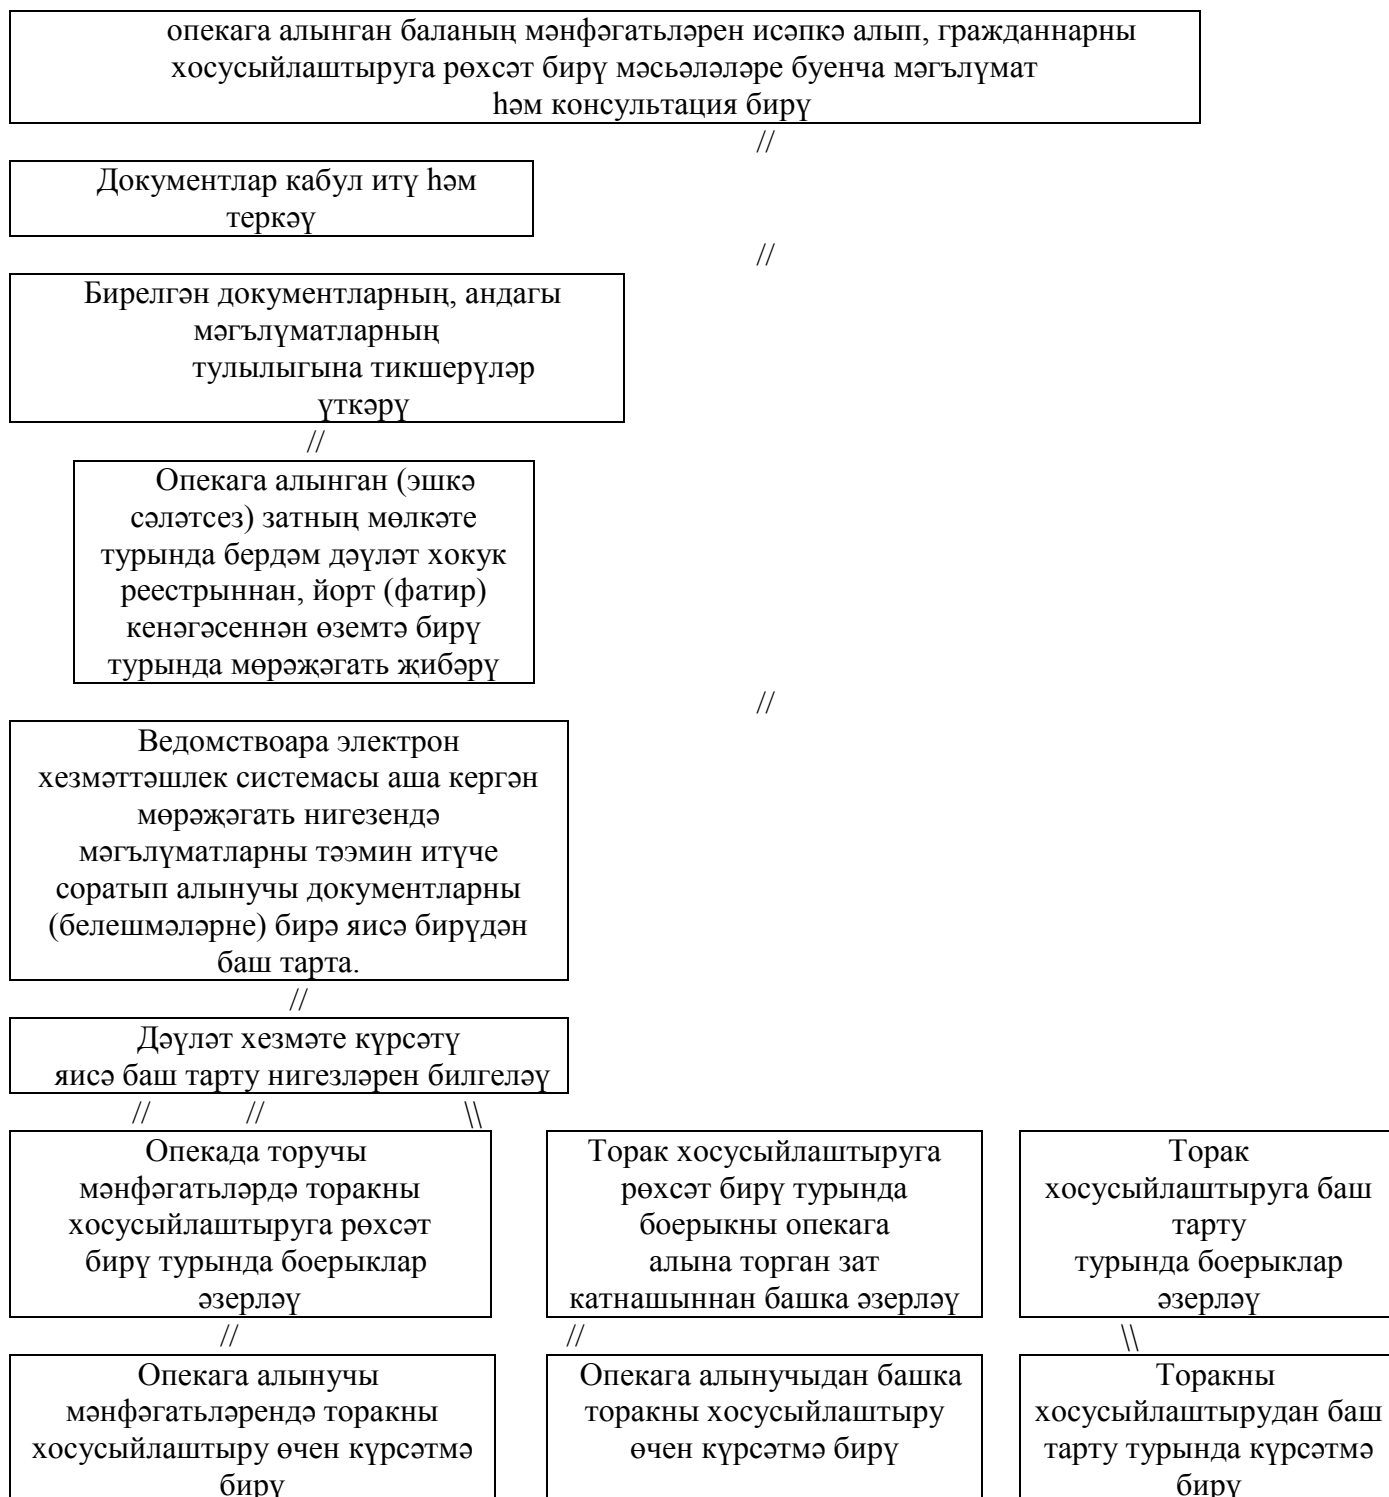 опекага алынган баланың мәнфәгатьләрен исәпкә алып, гражданнарны
хосусыйлаштыруга рөхсәт бирү мәсьәләләре буенча мәгълүмат
һәм консультация бирү
//
Документлар кабул итү һәм
теркәү
//
Бирелгән документларның, андагы
мәгълүматларның
тулылыгына тикшерүләр
үткәрү
//
Опекага алынган (эшкә
сәләтсез) затның мөлкәте
турында бердәм дәүләт хокук
реестрыннан, йорт (фатир)
кенәгәсеннән өземтә бирү
турында мөрәҗәгать җибәрү
//
Ведомствоара электрон
хезмәттәшлек системасы аша кергән
мөрәҗәгать нигезендә
мәгълүматларны тәэмин итүче
соратып алынучы документларны
(белешмәләрне) бирә яисә бирүдән
баш тарта.
//
Дәүләт хезмәте күрсәтү
яисә баш тарту нигезләрен билгеләү
// // \\
Опекада торучы
мәнфәгатьләрдә торакны
хосусыйлаштыруга рөхсәт
бирү турында боерыклар
әзерләү
Торак хосусыйлаштыруга
рөхсәт бирү турында
боерыкны опекага
алына торган зат
катнашыннан башка әзерләү
Торак
хосусыйлаштыруга баш
тарту
турында боерыклар
әзерләү
// // \\
Опекага алынучы
мәнфәгатьләрендә торакны
хосусыйлаштыру өчен күрсәтмә
бирү
Опекага алынучыдан башка
торакны хосусыйлаштыру
өчен күрсәтмә бирү
Торакны
хосусыйлаштырудан баш
тарту турында күрсәтмә
бирү